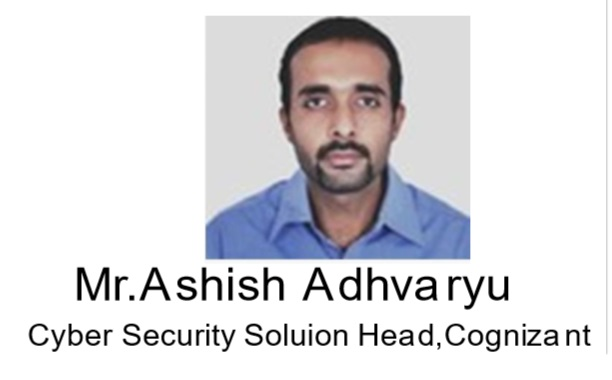 Mr.Ashish Adhvaryu
Cyber Security Soluion Head,Cognizant